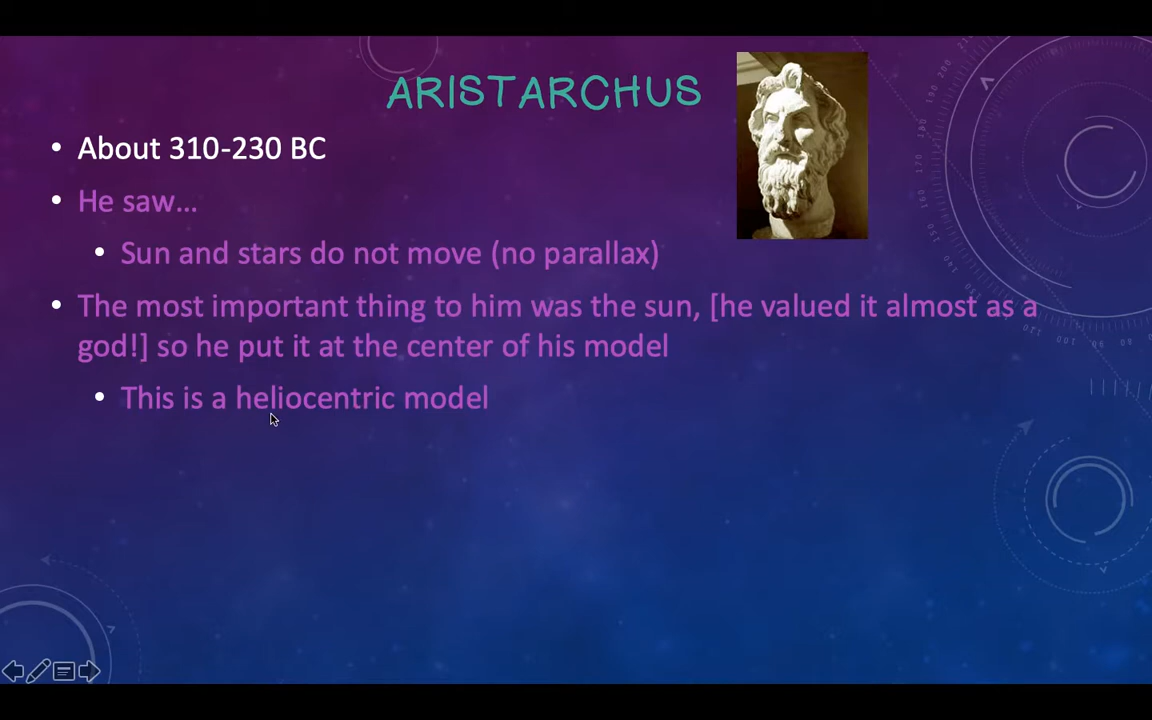 ARISTARCHUS
• About 310-230 BC
• He saw...
• Sun and stars do not move (no parallax)
• The most important thing to him was the sun, [he valued it almost as a
god!] so he put it at the center of his model
• This is a heliocentric model